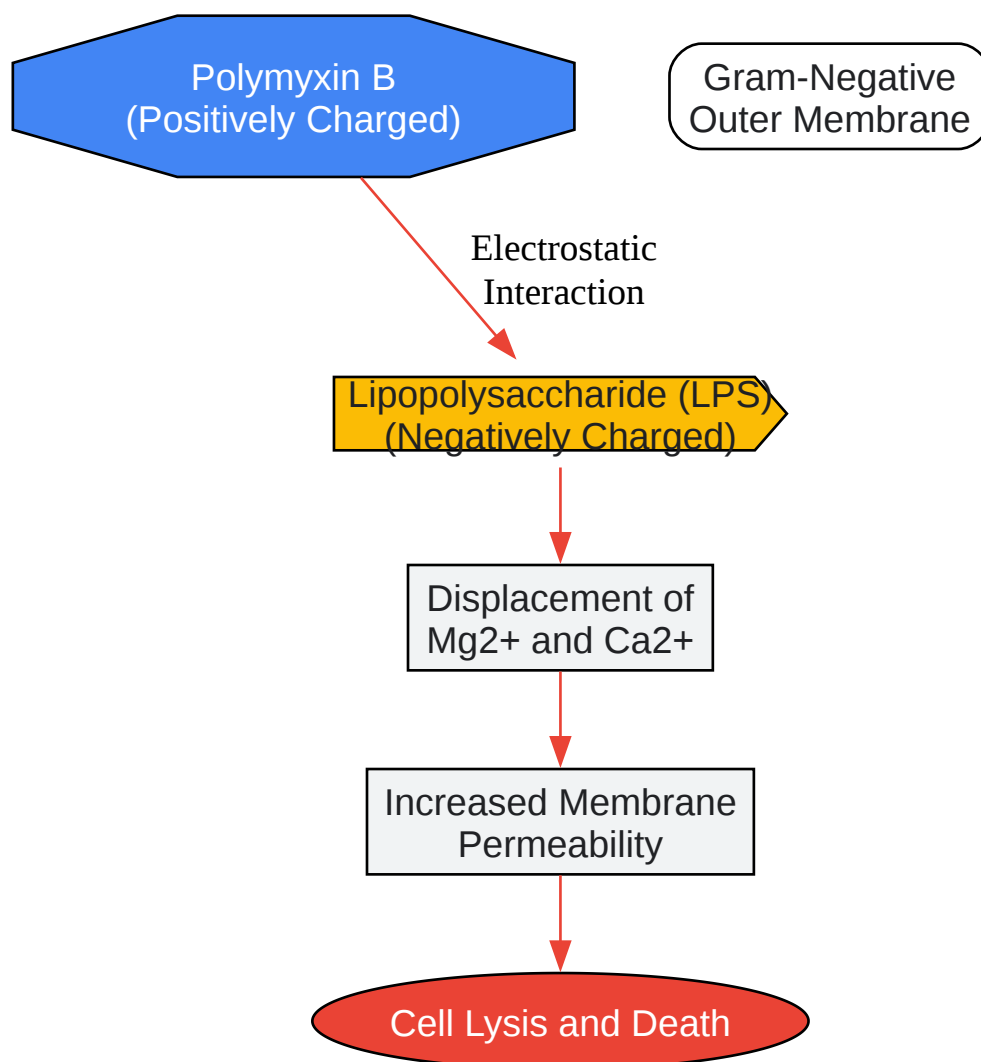 Polymyxin B
(Positively Charged)
Gram-Negative
Outer Membrane
Electrostatic
Interaction
Lipopolysaccharide (LPS)
(Negatively Charged)
Displacement of
Mg2+ and Ca2+
Increased Membrane
Permeability
Cell Lysis and Death